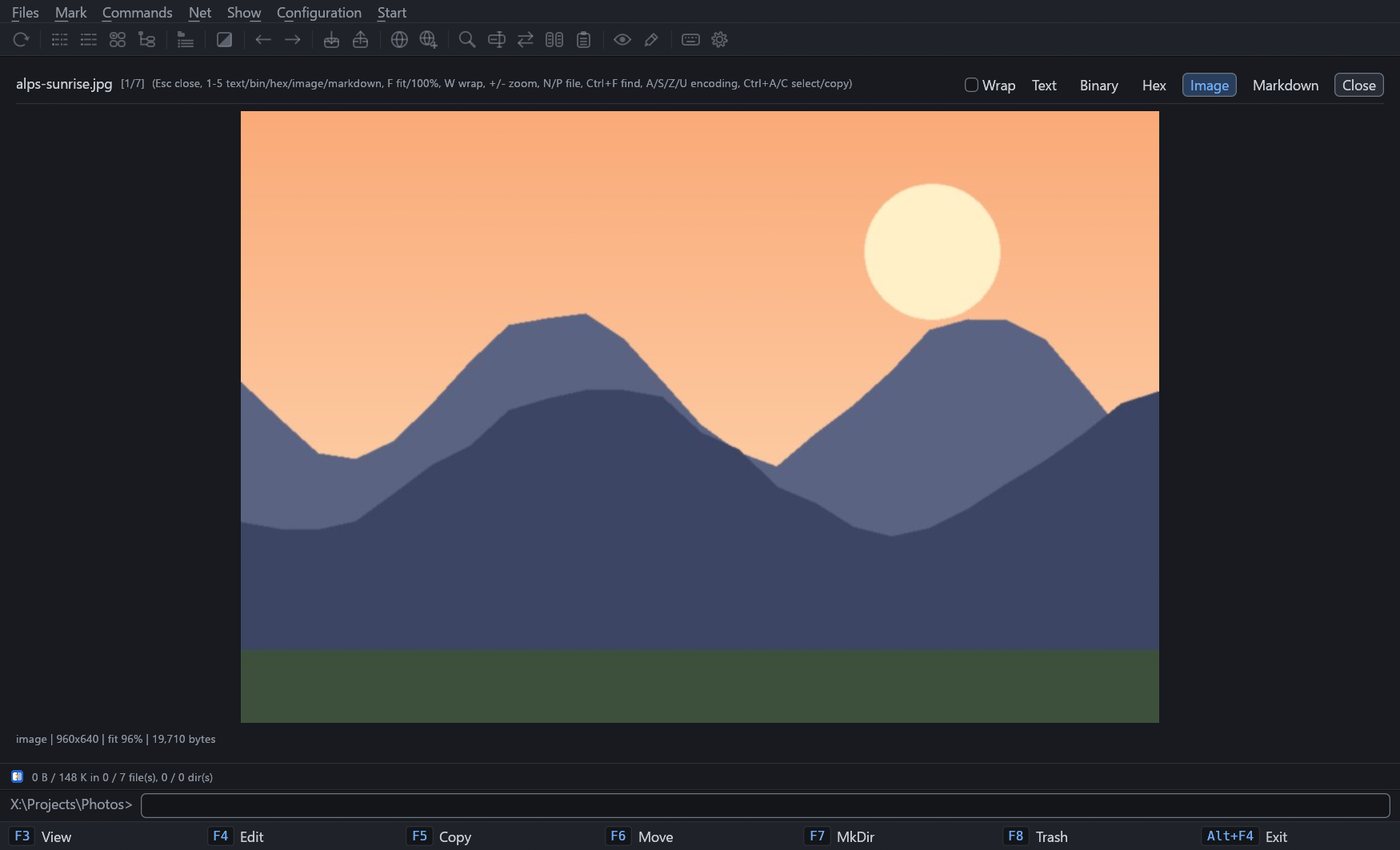 Files Mark Commands Net Show Configuration Start
alps-sunrise.jpg [1/7] (Esc close, 1-5 text/bin/hex/image/markdown, F fit/100%, W wrap, +/- zoom, N/P file, Ctrl+F find, A/S/Z/U encoding, Ctrl+A/C select/copy) Wrap Text Binary Hex Image Markdown Close
image | 960x640 | fit 96% | 19,710 bytes
0 B / 148 K in 0 / 7 file(s), 0 / 0 dir(s)
X:\Projects\Photos>
F3 View F4 Edit F5 Copy F6 Move F7 MkDir F8 Trash Alt+F4 Exit